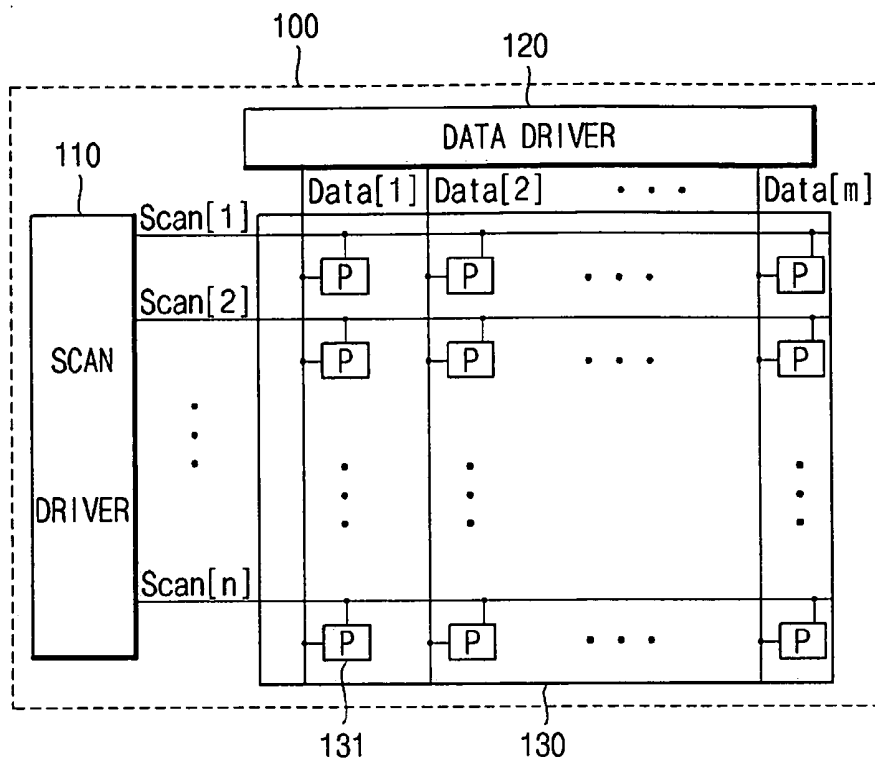 100
120
DATA DRIVER
110
Data[1] Data[2] • • • Data[m]
Scan[1]
P P • • • P
Scan[2]
SCAN
P P • • • P
DRIVER
Scan[n]
P P • • • P
131 130